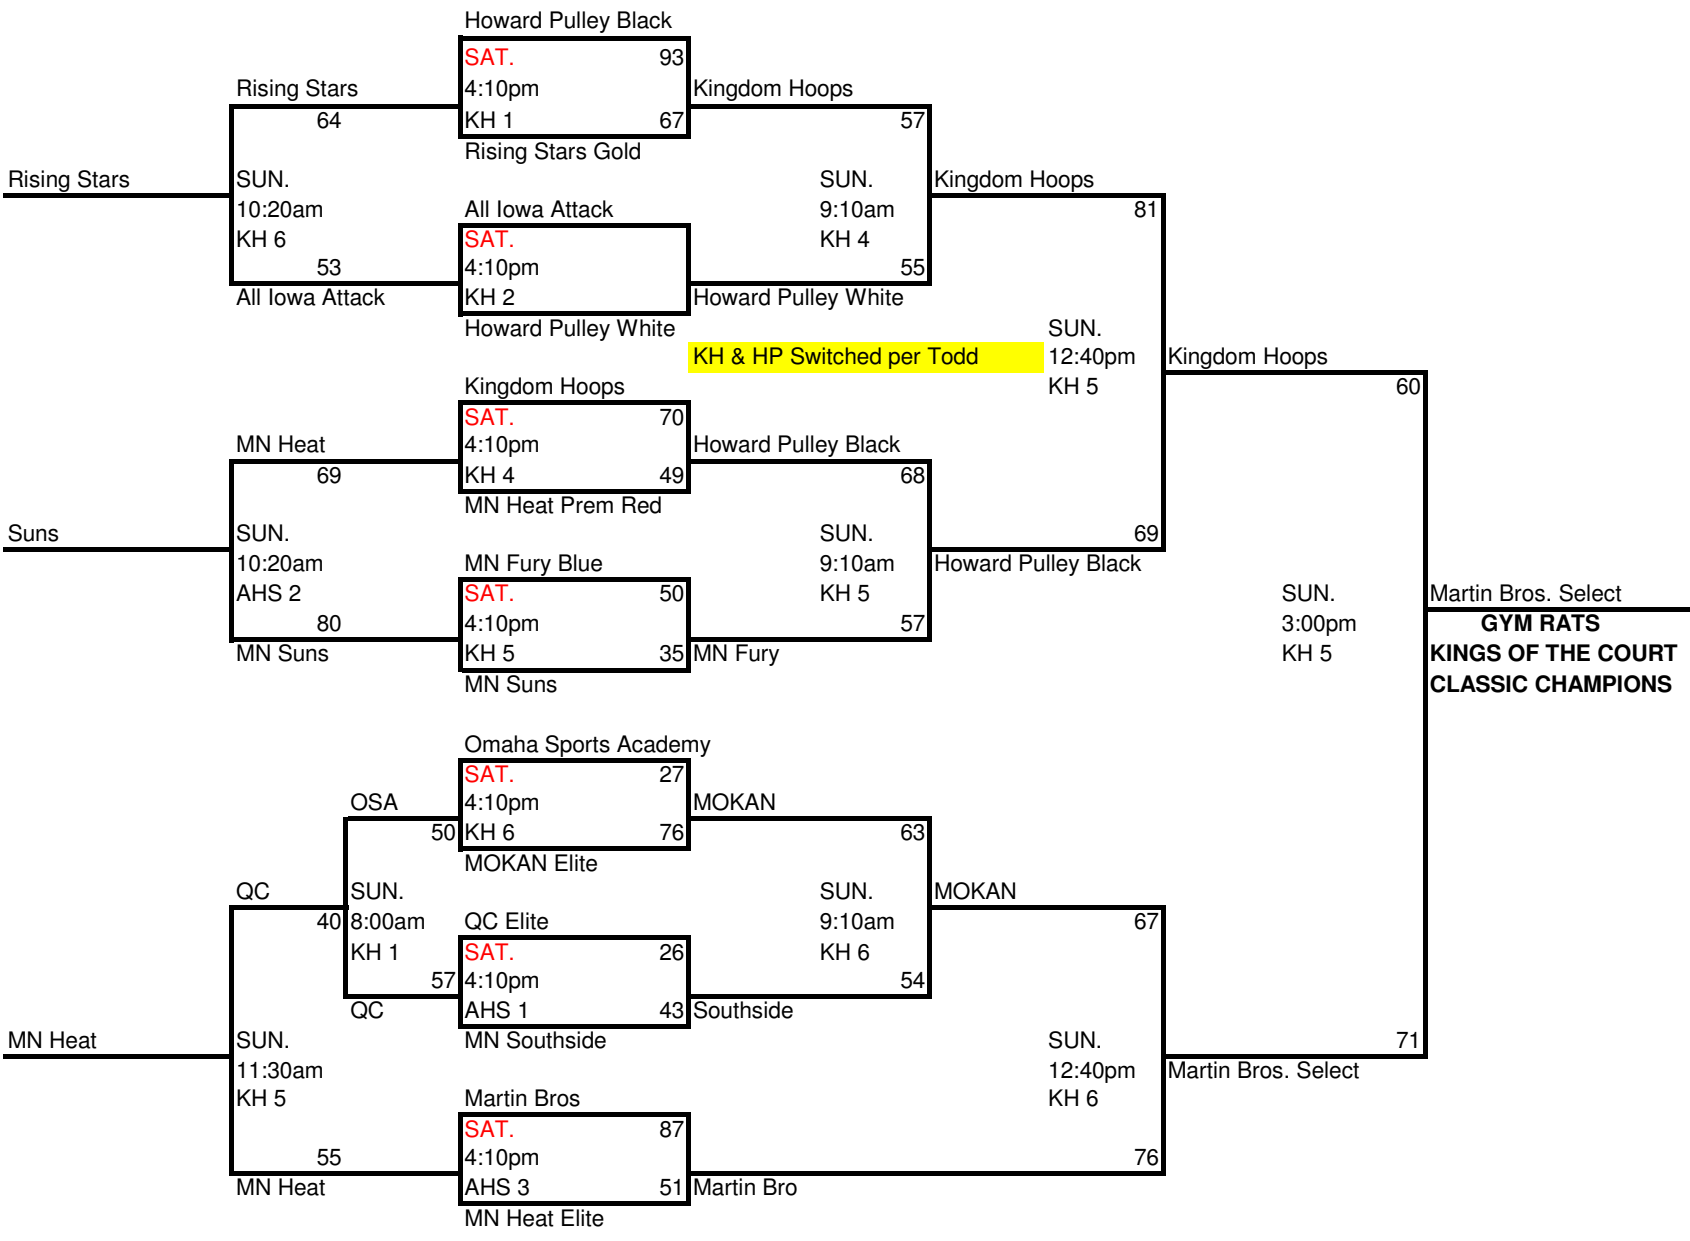 Howard Pulley Black
SAT. 93
Rising Stars 4:10pm Kingdom Hoops
64 KH 1 67 57
Rising Stars Gold
Rising Stars SUN. SUN. Kingdom Hoops
10:20am All Iowa Attack 9:10am 81
KH 6 SAT. KH 4
53 4:10pm 55
All Iowa Attack KH 2 Howard Pulley White
Howard Pulley White SUN.
KH & HP Switched per Todd 12:40pm Kingdom Hoops
Kingdom Hoops KH 5 60
SAT. 70
MN Heat 4:10pm Howard Pulley Black
69 KH 4 49 68
MN Heat Prem Red
Suns SUN. SUN. 69
10:20am MN Fury Blue 9:10am Howard Pulley Black
AHS 2 SAT. 50 KH 5 SUN. Martin Bros. Select
80 4:10pm 57 3:00pm GYM RATS
MN Suns KH 5 35 MN Fury KH 5 KINGS OF THE COURT
MN Suns CLASSIC CHAMPIONS
Omaha Sports Academy
SAT. 27
OSA 4:10pm MOKAN
50 KH 6 76 63
MOKAN Elite
QC SUN. SUN. MOKAN
40 8:00am QC Elite 9:10am 67
KH 1 SAT. 26 KH 6
57 4:10pm 54
QC AHS 1 43 Southside
MN Heat SUN. MN Southside SUN. 71
11:30am 12:40pm Martin Bros. Select
KH 5 Martin Bros KH 6
SAT. 87
55 4:10pm 76
MN Heat AHS 3 51 Martin Bro
MN Heat Elite